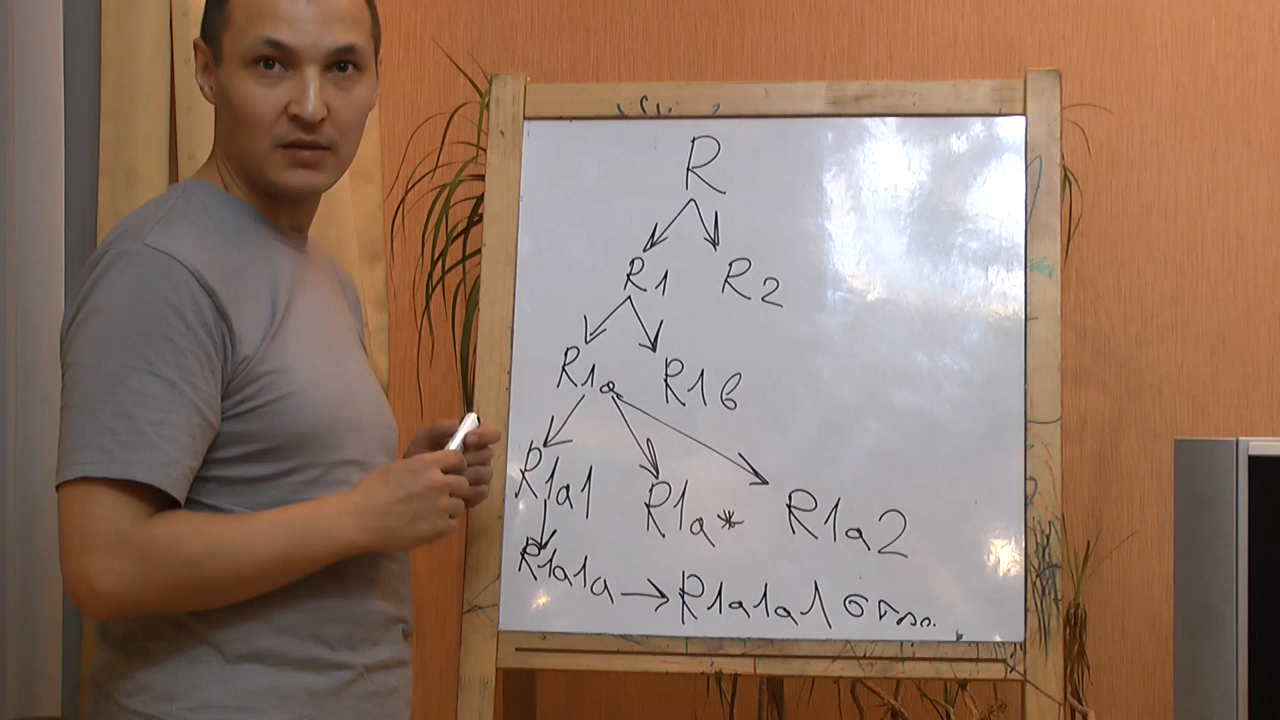 R
R1 R2
R1a R1в
R1a1 R1a* R1a2
R1a1a → R1a1a1